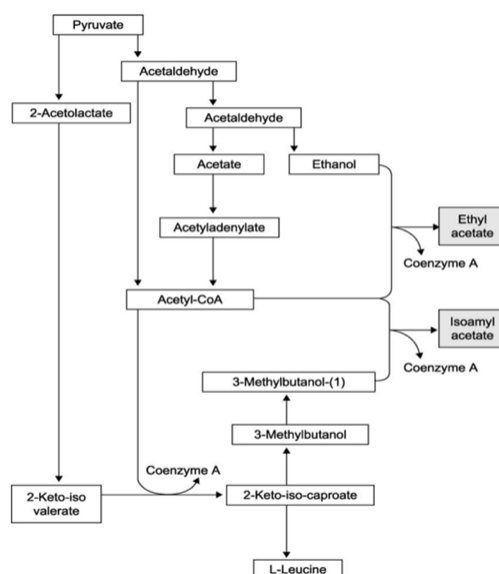 Pyruvate
Acetaldehyde
2-Acetolactate
Acetaldehyde
Acetate
Ethanol
Acetyladenylate
Ethyl
acetate
Coenzyme A
Acetyl-CoA
Isoamyl
acetate
Coenzyme A
3-Methylbutanol-(1)
3-Methylbutanol
Coenzyme A
2-Keto-iso
valerate
2-Keto-iso-caproate
L-Leucine